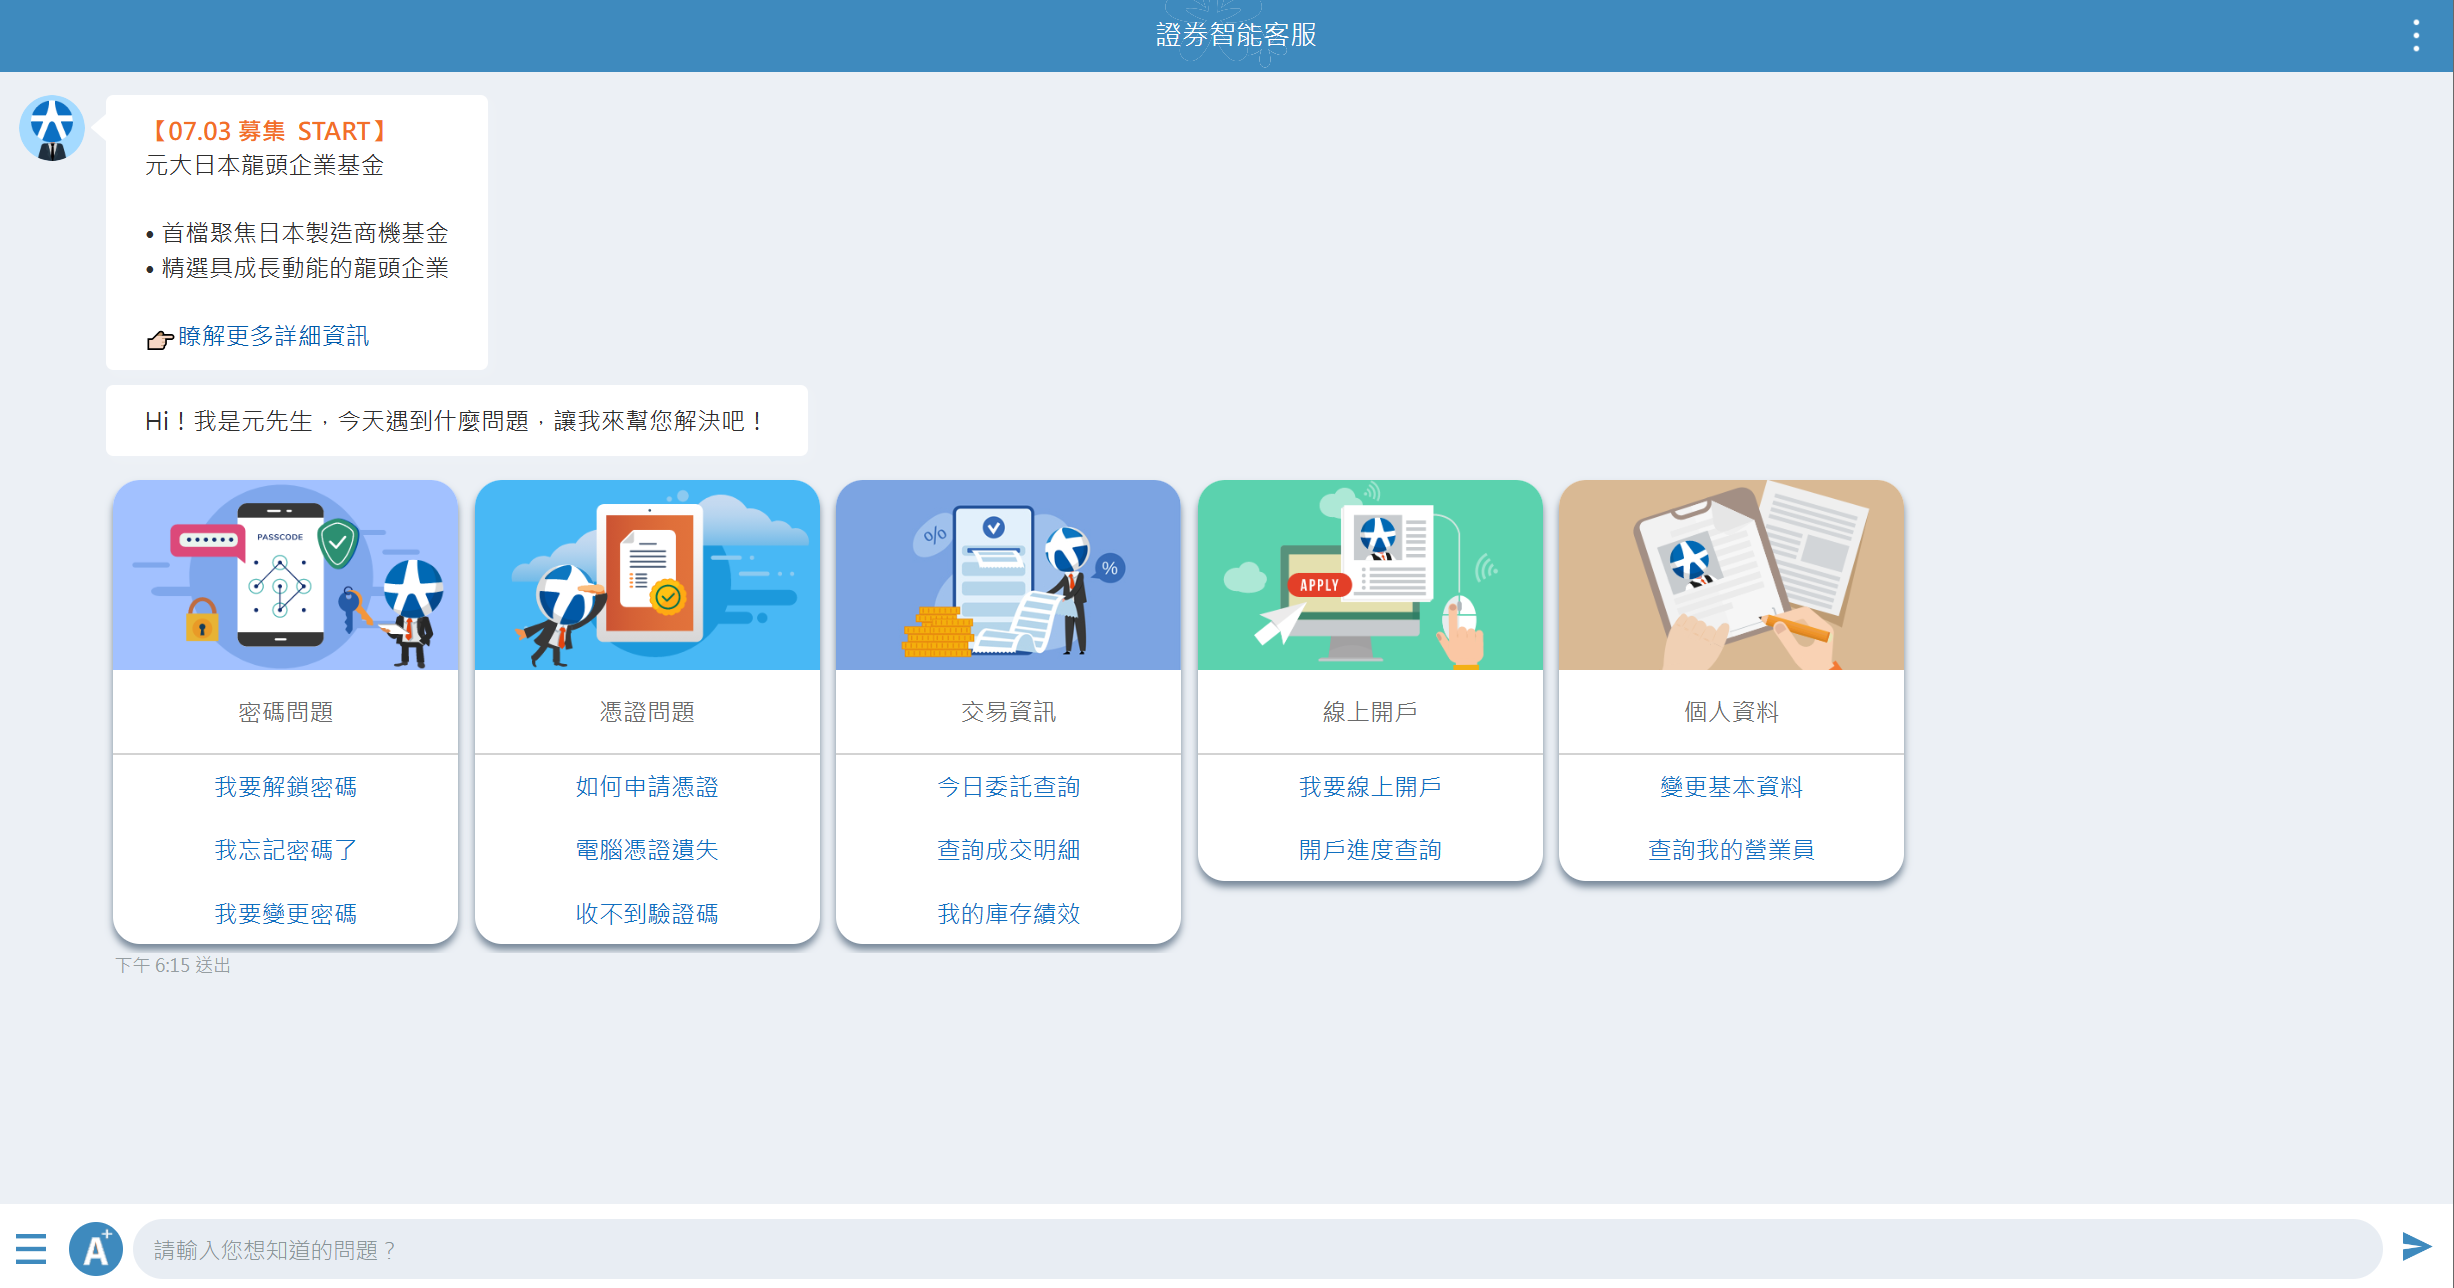 證券智能客服
【07.03 募集 START】
元大日本龍頭企業基金
• 首檔聚焦日本製造商機基金
• 精選具成長動能的龍頭企業
👉瞭解更多詳細資訊
Hi！我是元先生，今天遇到什麼問題，讓我來幫您解決吧！
PASSCODE
%
%
APPLY
密碼問題
我要解鎖密碼
我忘記密碼了
我要變更密碼
憑證問題
如何申請憑證
電腦憑證遺失
收不到驗證碼
交易資訊
今日委託查詢
查詢成交明細
我的庫存績效
線上開戶
我要線上開戶
開戶進度查詢
個人資料
變更基本資料
查詢我的營業員
下午 6:15 送出
A+
請輸入您想知道的問題？